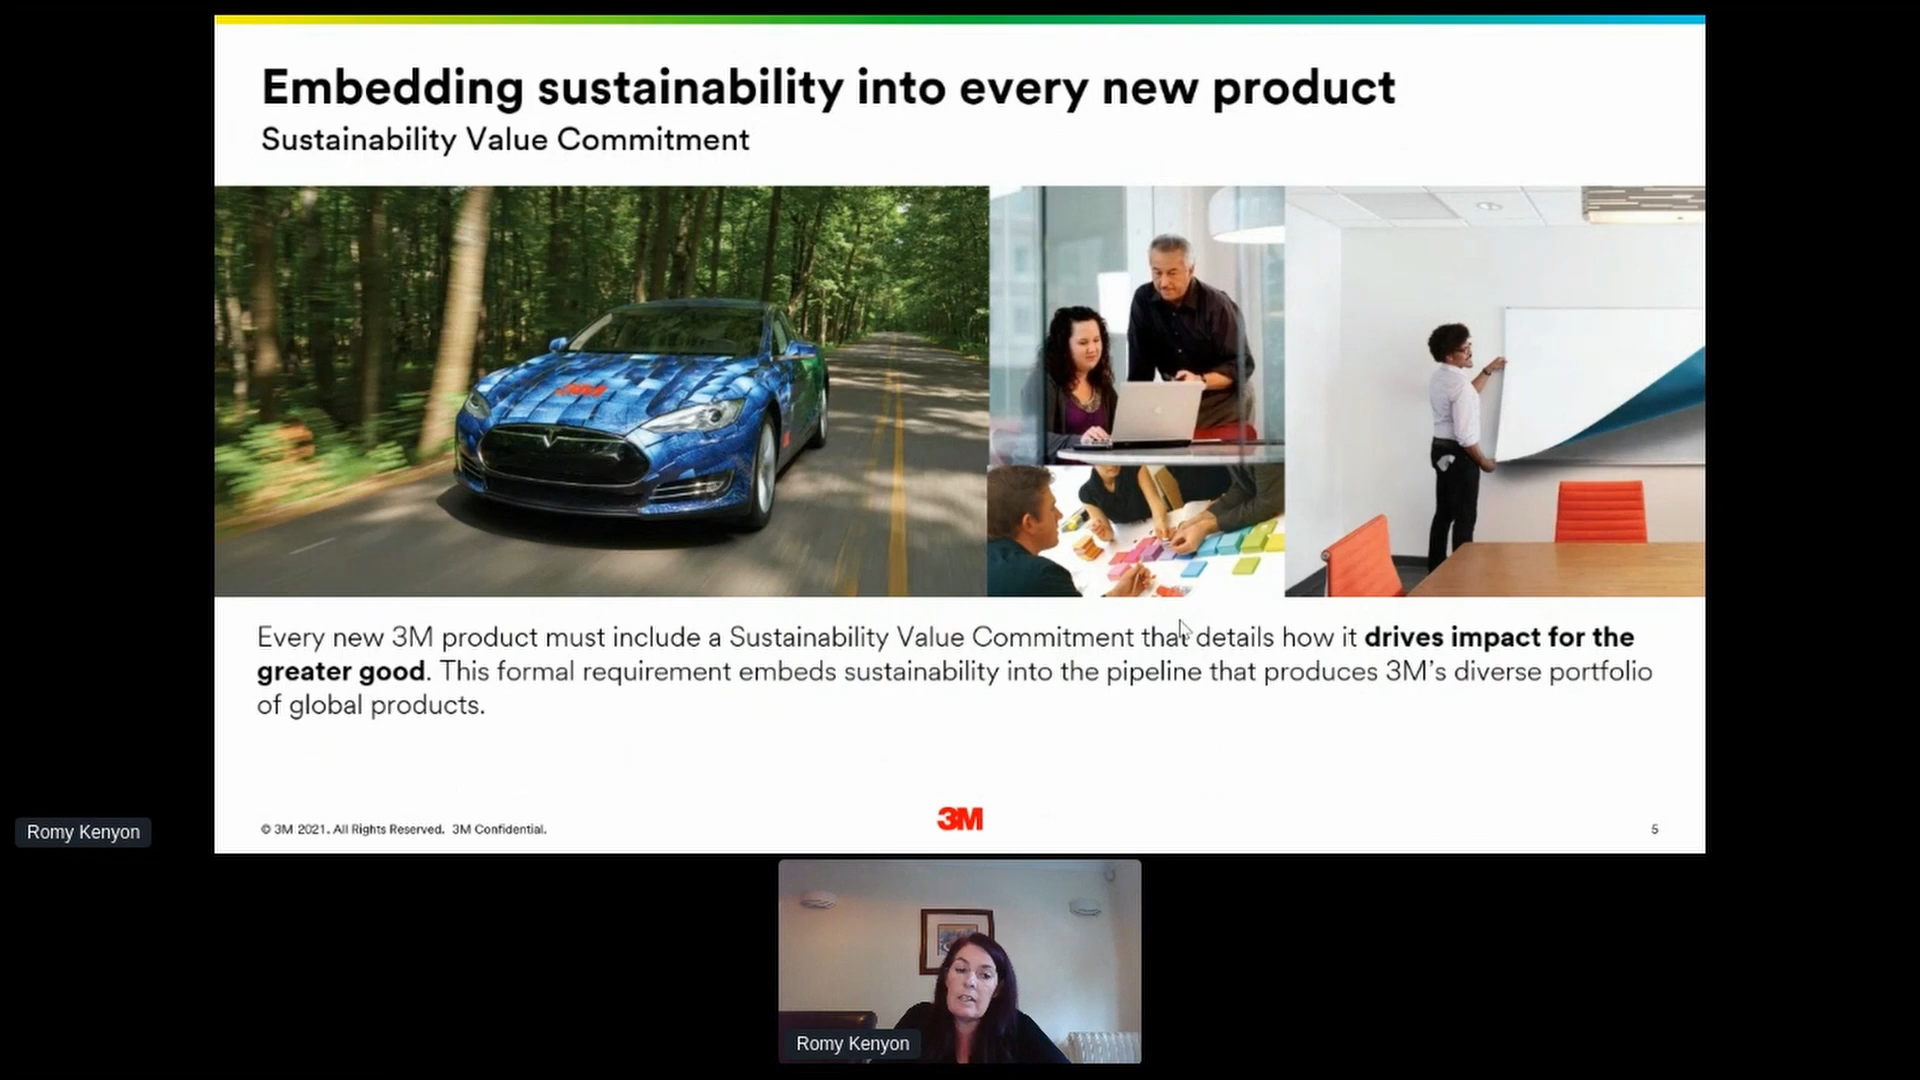 Embedding sustainability into every new product
Sustainability Value Commitment
3M
Every new 3M product must include a Sustainability Value Commitment that details how it drives impact for the
greater good. This formal requirement embeds sustainability into the pipeline that produces 3M's diverse portfolio
of global products.
© 3M 2021. All Rights Reserved. 3M Confidential.
3M
5
Romy Kenyon
Romy Kenyon